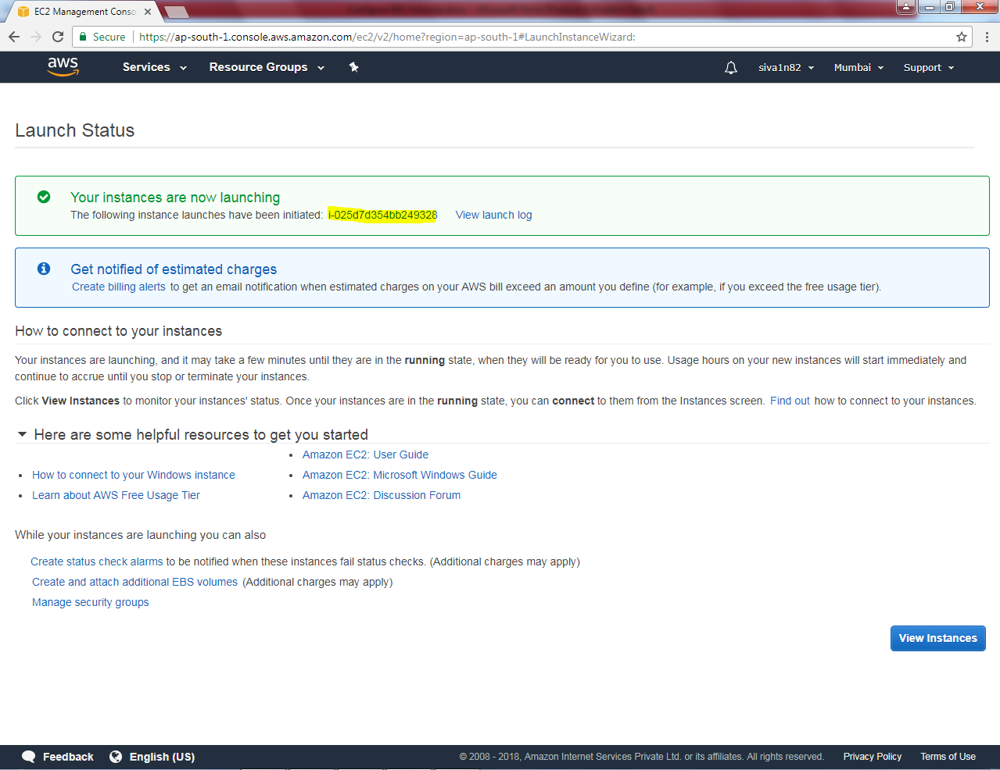 EC2 Management Conso
Secure https://ap-south-1.console.aws.amazon.com/ec2/v2/home?region=ap-south-1#LaunchInstanceWizard:
aws Services Resource Groups siva1n82 Mumbai Support
Launch Status
Your instances are now launching
The following instance launches have been initiated: i-025d7d354bb249328 View launch log
Get notified of estimated charges
Create billing alerts to get an email notification when estimated charges on your AWS bill exceed an amount you define (for example, if you exceed the free usage tier).
How to connect to your instances
Your instances are launching, and it may take a few minutes until they are in the running state, when they will be ready for you to use. Usage hours on your new instances will start immediately and
continue to accrue until you stop or terminate your instances.
Click View Instances to monitor your instances' status. Once your instances are in the running state, you can connect to them from the Instances screen. Find out how to connect to your instances.
Here are some helpful resources to get you started
• Amazon EC2: User Guide
• How to connect to your Windows instance • Amazon EC2: Microsoft Windows Guide
• Learn about AWS Free Usage Tier • Amazon EC2: Discussion Forum
While your instances are launching you can also
Create status check alarms to be notified when these instances fail status checks. (Additional charges may apply)
Create and attach additional EBS volumes (Additional charges may apply)
Manage security groups
View Instances
Feedback English (US) © 2008 - 2018, Amazon Internet Services Private Ltd. or its affiliates. All rights reserved. Privacy Policy Terms of Use